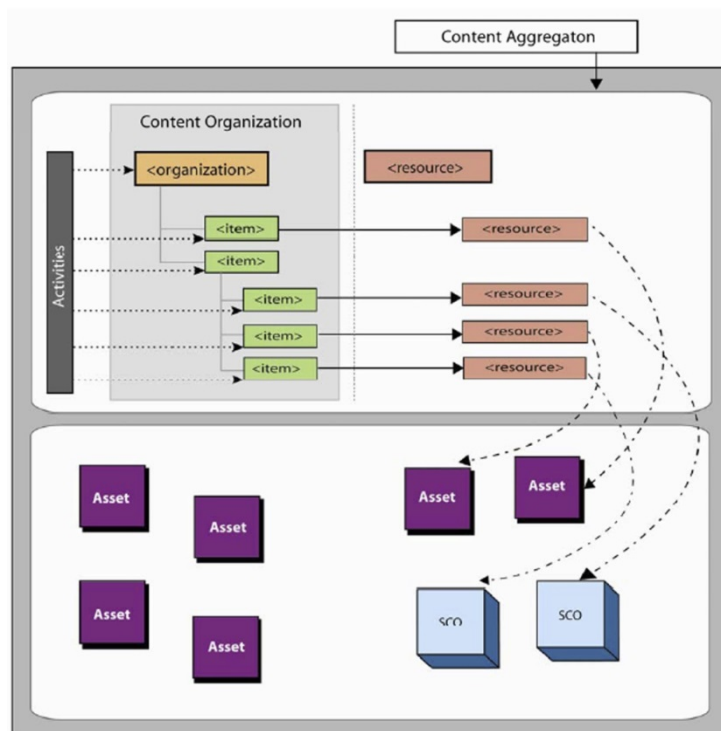 Content Aggregaton
Content Organization
<organization>
<resource>
Activities
<item>
<resource>
<item>
<item>
<resource>
<item>
<resource>
<item>
<resource>
Asset
Asset
Asset
Asset
Asset
Asset
SCO
SCO